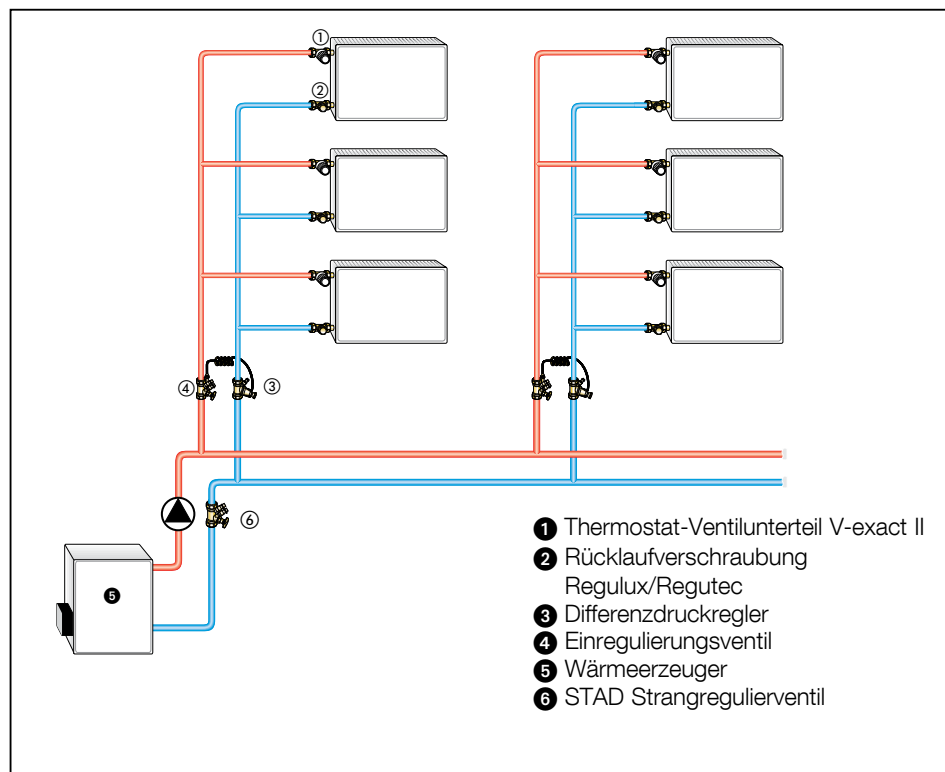 ①
②
④ ③
⑥
❺
❶ Thermostat-Ventilunterteil V-exact II
❷ Rücklaufverschraubung
Regulux/Regutec
❸ Differenzdruckregler
❹ Einregulierungsventil
❺ Wärmeerzeuger
❻ STAD Strangregulierventil